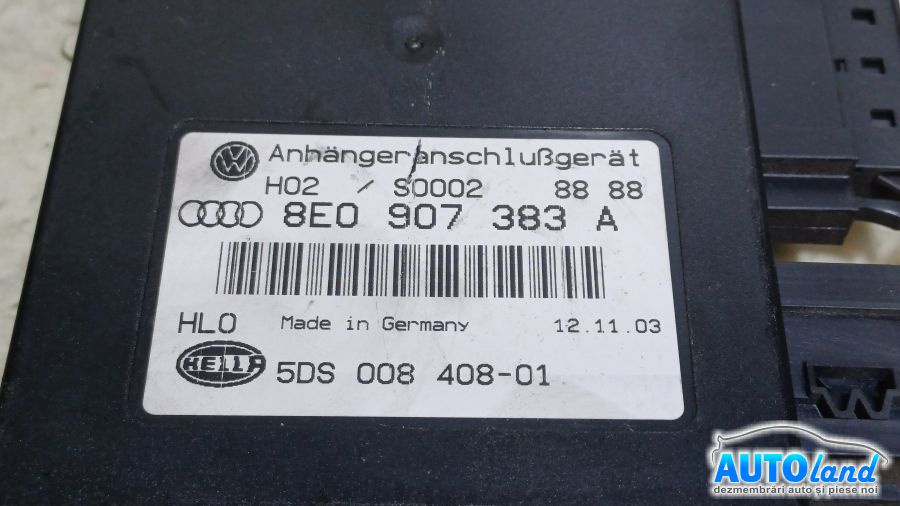 Anhängeranschlußgerät
H02 / S0002 88 88
8E0 907 383 A
HLO Made in Germany 12.11.03
HELLA 5DS 008 408-01
AUTOland
dezmembrări auto și piese noi